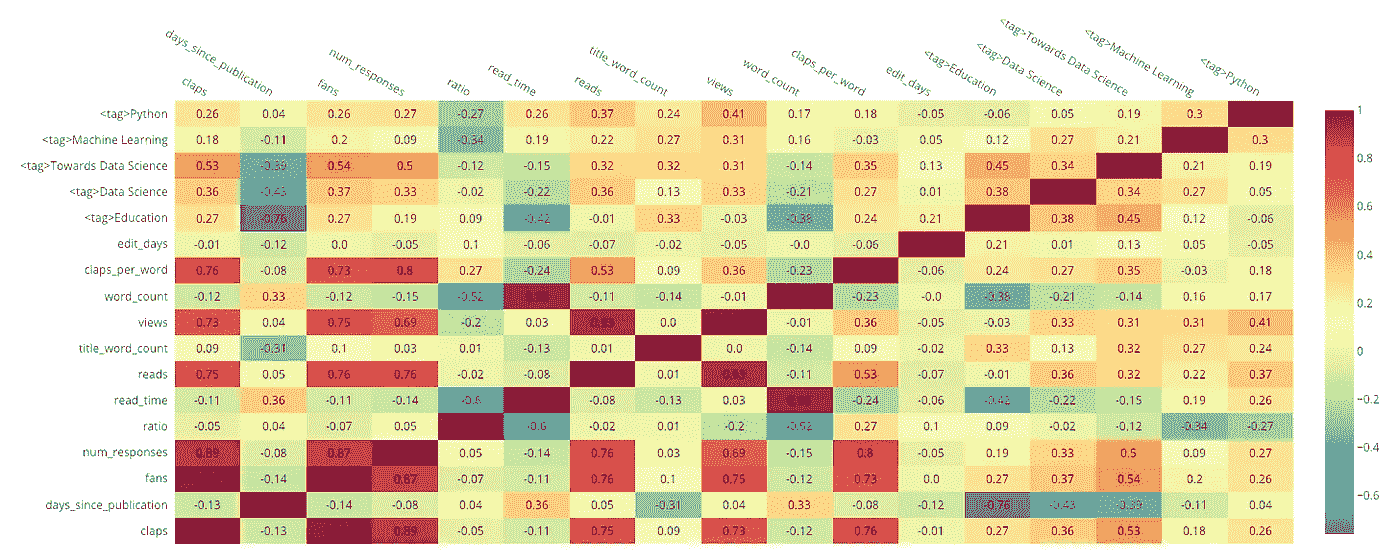 claps days_since_publication fans num_responses ratio read_time reads title_word_count views word_count claps_per_word edit_days <tag>Education <tag>Data Science <tag>Towards Data Science <tag>Machine Learning <tag>Python
<tag>Python 0.26 0.04 0.26 0.27 -0.27 0.26 0.37 0.24 0.41 0.17 0.18 -0.05 -0.06 0.05 0.19 0.3
<tag>Machine Learning 0.18 -0.11 0.2 0.09 -0.34 0.19 0.22 0.27 0.31 0.16 -0.03 0.05 0.12 0.27 0.21 0.3
<tag>Towards Data Science 0.53 -0.39 0.54 0.5 -0.12 -0.15 0.32 0.32 0.31 -0.14 0.35 0.13 0.45 0.34 0.21 0.19
<tag>Data Science 0.36 -0.43 0.37 0.33 -0.02 -0.22 0.36 0.13 0.33 -0.21 0.27 0.01 0.38 0.34 0.27 0.05
<tag>Education 0.27 -0.76 0.27 0.19 0.09 -0.42 -0.01 0.33 -0.03 -0.38 0.24 0.21 0.38 0.45 0.12 -0.06
edit_days -0.01 -0.12 0.0 -0.05 0.1 -0.06 -0.07 -0.02 -0.05 -0.0 -0.06 0.21 0.01 0.13 0.05 -0.05
claps_per_word 0.76 -0.08 0.73 0.8 0.27 -0.24 0.53 0.09 0.36 -0.23 -0.06 0.24 0.27 0.35 -0.03 0.18
word_count -0.12 0.33 -0.12 -0.15 -0.52 -0.11 -0.14 -0.01 -0.23 -0.0 -0.38 -0.21 -0.14 0.16 0.17
views 0.73 0.04 0.75 0.69 -0.2 0.03 0.0 -0.01 0.36 -0.05 -0.03 0.33 0.31 0.31 0.41
title_word_count 0.09 -0.31 0.1 0.03 0.01 -0.13 0.01 0.0 -0.14 0.09 -0.02 0.33 0.13 0.32 0.27 0.24
reads 0.75 0.05 0.76 0.76 -0.02 -0.08 0.01 -0.11 0.53 -0.07 -0.01 0.36 0.32 0.22 0.37
read_time -0.11 0.36 -0.11 -0.14 -0.6 -0.08 -0.13 0.03 -0.24 -0.06 -0.42 -0.22 -0.15 0.19 0.26
ratio -0.05 0.04 -0.07 0.05 -0.6 -0.02 0.01 -0.2 -0.52 0.27 0.1 0.09 -0.02 -0.12 -0.34 -0.27
num_responses 0.89 -0.08 0.87 0.05 -0.14 0.76 0.03 0.69 -0.15 0.8 -0.05 0.19 0.33 0.5 0.09 0.27
fans -0.14 0.87 -0.07 -0.11 0.76 0.1 0.75 -0.12 0.73 0.0 0.27 0.37 0.54 0.2 0.26
days_since_publication -0.13 -0.14 -0.08 0.04 0.36 0.05 -0.31 0.04 0.33 -0.08 -0.12 -0.76 -0.43 -0.39 -0.11 0.04
claps -0.13 0.89 -0.05 -0.11 0.75 0.09 0.73 -0.12 0.76 -0.01 0.27 0.36 0.53 0.18 0.26
1
0.8
0.6
0.4
0.2
0
−0.2
−0.4
−0.6